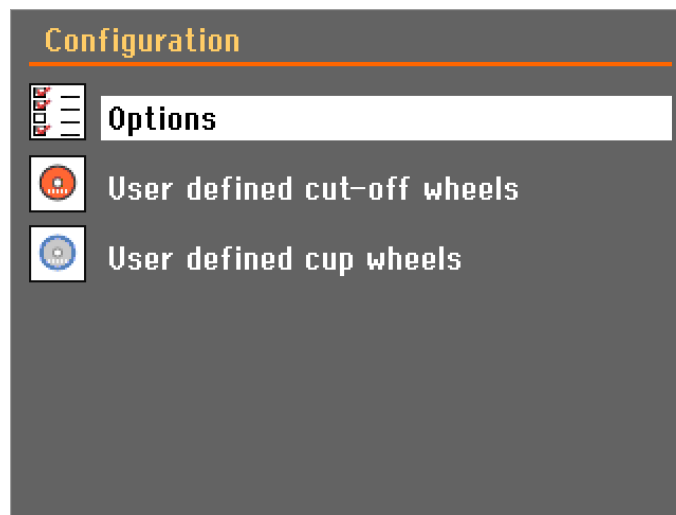 Configuration
Options
User defined cut-off wheels
User defined cup wheels